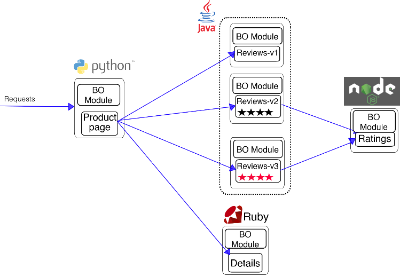 Java
python™
node
JS
BO Module
Reviews-v1
BO Module
Reviews-v2
BO Module
Reviews-v3
Requests
BO
Module
Product
page
BO
Module
Ratings
Ruby
BO
Module
Details